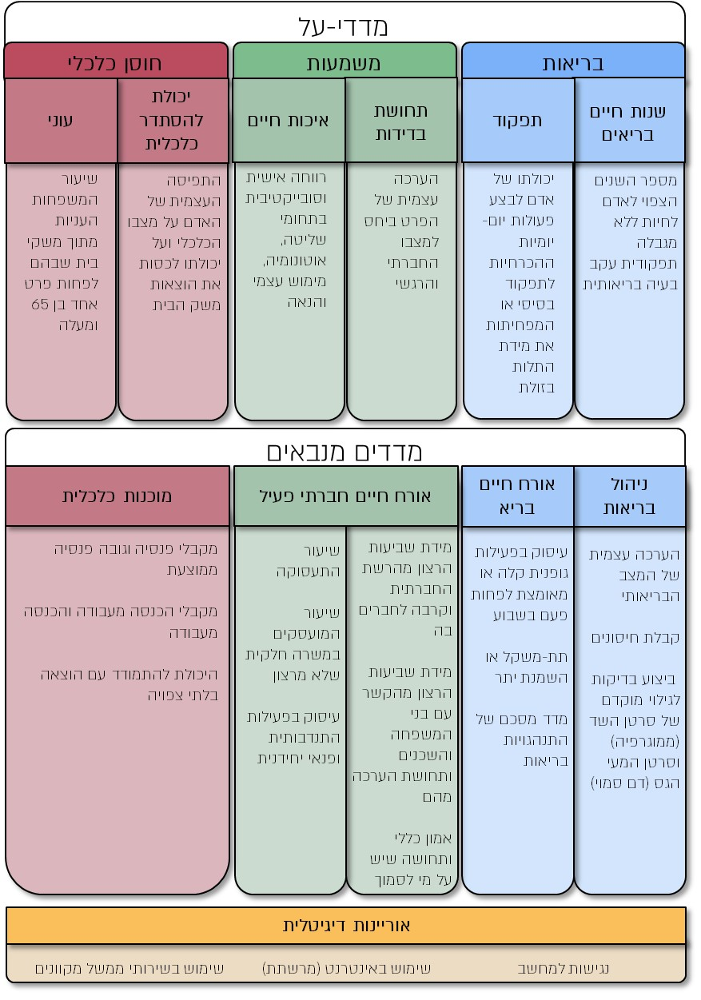 מדדי-על
בריאות
שנות חיים
בריאים
מספר השנים
הצפוי לאדם
לחיות ללא
מגבלה
תפקודית עקב
בעיה בריאותית
תפקוד
יכולתו של
אדם לבצע
פעולות יום-
יומיות
ההכרחיות
לתפקוד
בסיסי או
המפחיתות
את מידת
התלות
בזולת
משמעות
תחושת
בדידות
הערכה
עצמית של
הפרט ביחס
למצבו
החברתי
והרגשי
איכות חיים
רווחה אישית
וסובייקטיבית
בתחומי
שליטה,
אוטונומיה,
מימוש עצמי
והנאה
חוסן כלכלי
יכולת
להסתדר
כלכלית
התפיסה
העצמית של
האדם על מצבו
הכלכלי ועל
יכולתו לכסות
את הוצאות
משק הבית
עוני
שיעור
המשפחות
העניות
מתוך משקי
בית שבהם
לפחות פרט
אחד בן 65
ומעלה
מדדים מנבאים
ניהול
בריאות
הערכה עצמית
של המצב
הבריאותי
קבלת חיסונים
ביצוע בדיקות
לגילוי מוקדם
של סרטן השד
(ממוגרפיה)
וסרטן המעי
הגס (דם סמוי)
אורח חיים
בריא
עיסוק בפעילות
גופנית קלה או
מאומצת לפחות
פעם בשבוע
תת-משקל או
השמנת יתר
מדד מסכם של
התנהגויות
בריאות
אורח חיים חברתי פעיל
מידת שביעות
הרצון מהרשת
החברתית
וקרבה לחברים
בה
מידת שביעות
הרצון מהקשר
עם בני
המשפחה
והשכנים
ותחושת הערכה
מהם
אמון כללי
ותחושה שיש
על מי לסמוך
שיעור
התעסוקה
שיעור
המועסקים
במשרה חלקית
שלא מרצון
עיסוק בפעילות
התנדבותית
ופנאי יחידנית
מוכנות כלכלית
מקבלי פנסיה וגובה פנסיה
ממוצעת
מקבלי הכנסה מעבודה והכנסה
מעבודה
היכולת להתמודד עם הוצאה
בלתי צפויה
אוריינות דיגיטלית
נגישות למחשב
שימוש באינטרנט (מרשתת)
שימוש בשירותי ממשל מקוונים